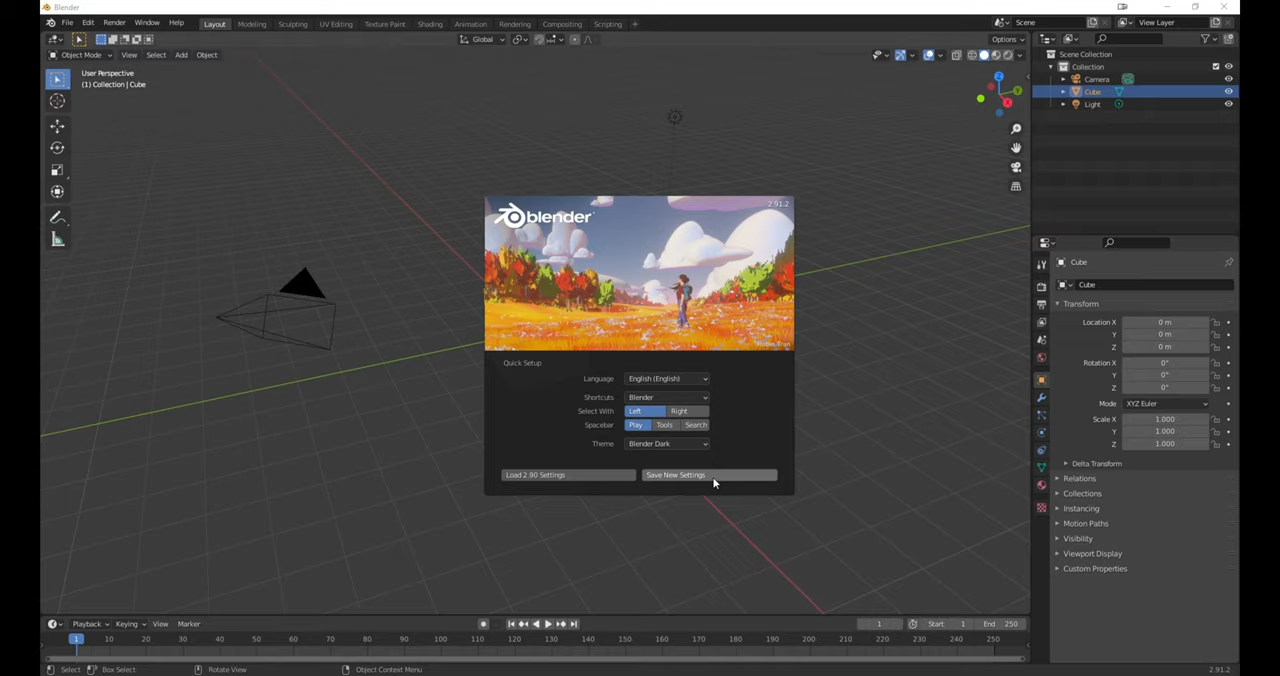 Blender
File Edit Render Window Help Layout Modeling Sculpting UV Editing Texture Paint Shading Animation Rendering Compositing Scripting + Scene View Layer
Global Options
Object Mode View Select Add Object
User Perspective
(1) Collection | Cube
Scene Collection
Collection
Camera
Cube
Light
Z
Y
X
blender
2.91.2
Robin Tran
Quick Setup
Language English (English)
Shortcuts Blender
Select With Left Right
Spacebar Play Tools Search
Theme Blender Dark
Load 2.90 Settings Save New Settings
Cube
Cube
Transform
Location X 0 m
Y 0 m
Z 0 m
Rotation X 0°
Y 0°
Z 0°
Mode XYZ Euler
Scale X 1.000
Y 1.000
Z 1.000
Delta Transform
Relations
Collections
Instancing
Motion Paths
Visibility
Viewport Display
Custom Properties
Playback Keying View Marker 1 Start 1 End 250
1 10 20 30 40 50 60 70 80 90 100 110 120 130 140 150 160 170 180 190 200 210 220 230 240 250
Select Box Select Rotate View Object Context Menu 2.91.2